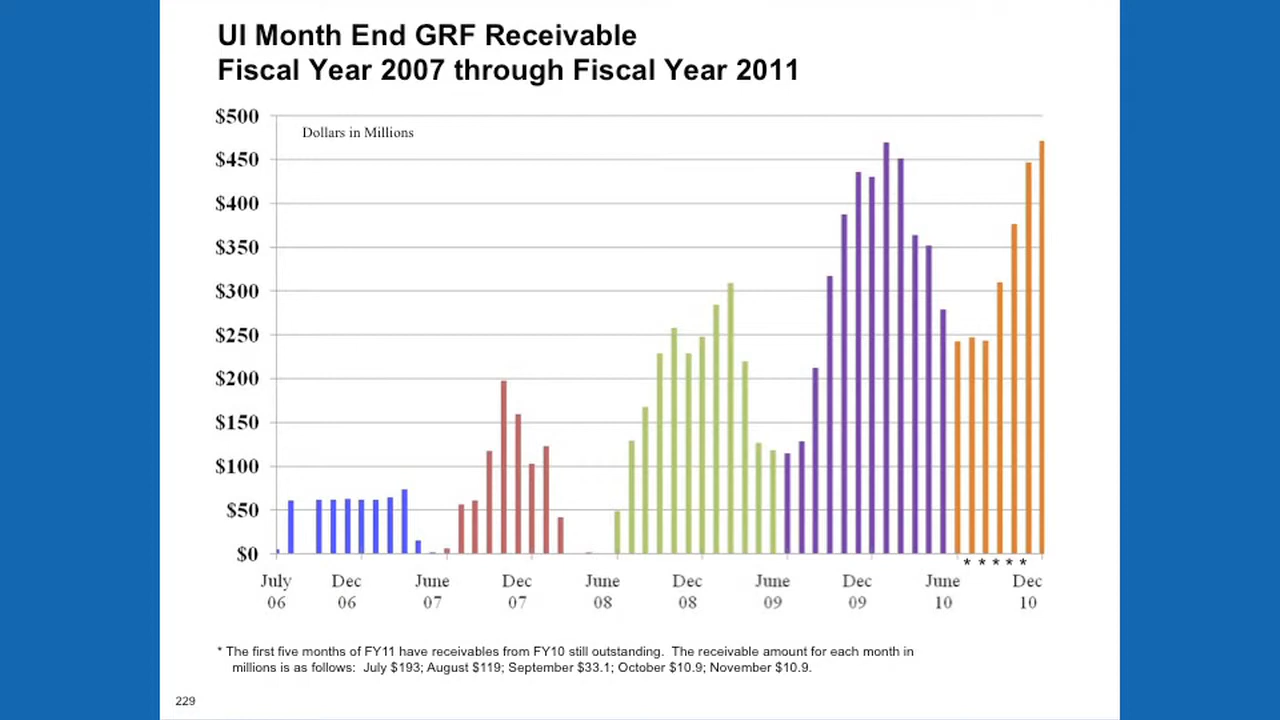 UI Month End GRF Receivable
Fiscal Year 2007 through Fiscal Year 2011
Dollars in Millions
$500
$450
$400
$350
$300
$250
$200
$150
$100
$50
$0
* * * * *
July Dec June Dec June Dec June Dec June Dec
06 06 07 07 08 08 09 09 10 10
* The first five months of FY11 have receivables from FY10 still outstanding. The receivable amount for each month in
millions is as follows: July $193; August $119; September $33.1; October $10.9; November $10.9.
229